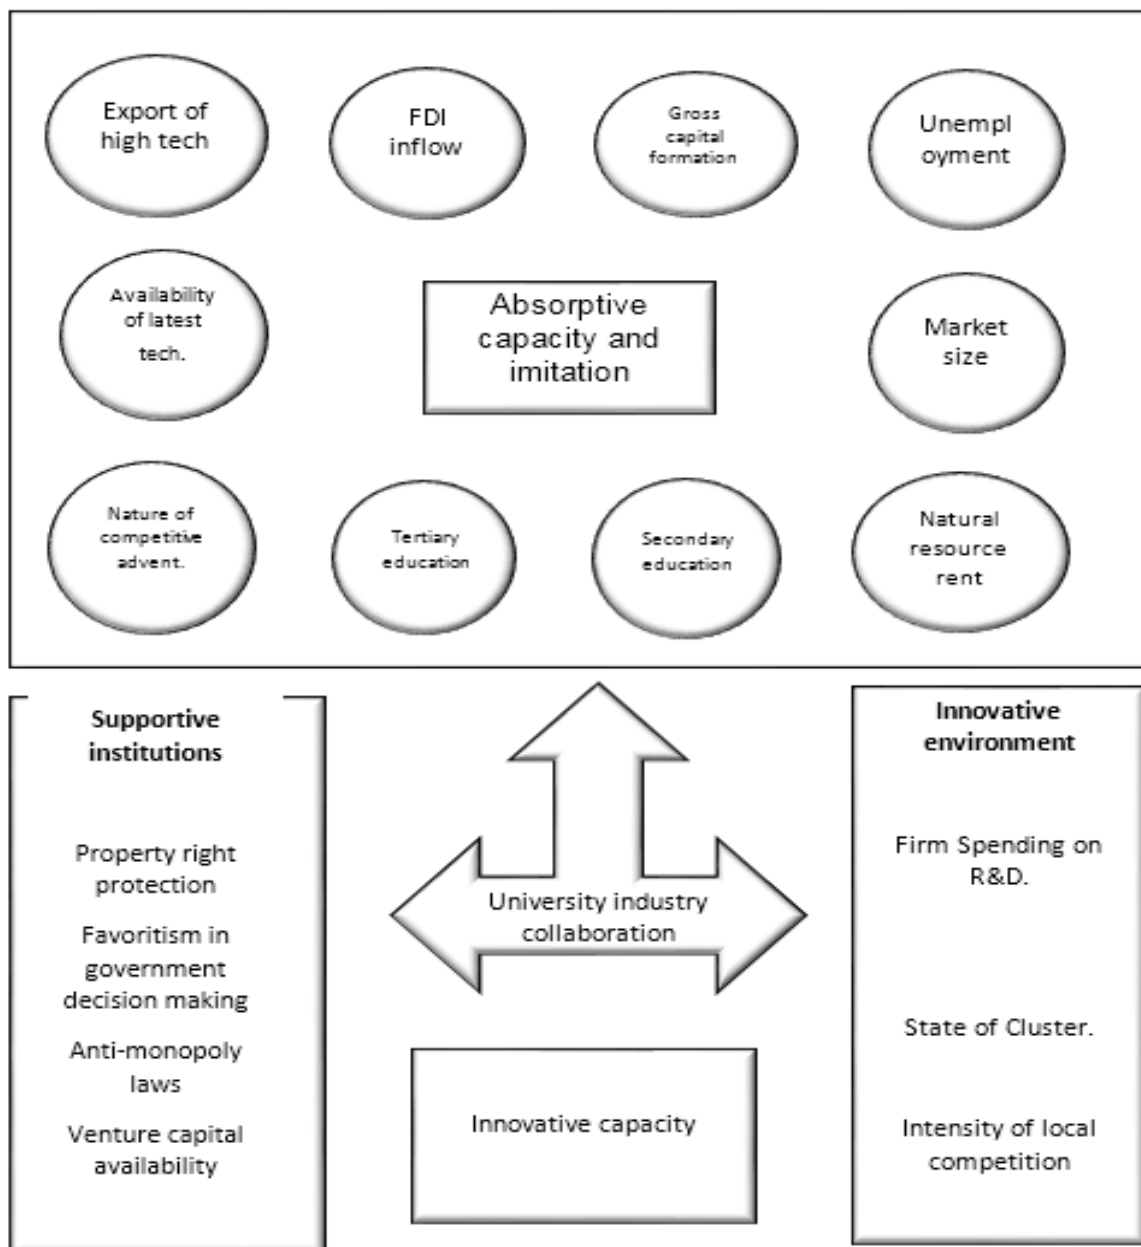 Export of
high tech
FDI
inflow
Gross
capital
formation
Unempl
oyment
Availability
of latest
tech.
Absorptive
capacity and
imitation
Market
size
Nature of
competitive
advent.
Tertiary
education
Secondary
education
Natural
resource
rent
Supportive
institutions
Property right
protection
Favoritism in
government
decision making
Anti-monopoly
laws
Venture capital
availability
University industry
collaboration
Innovative capacity
Innovative
environment
Firm Spending on
R&D.
State of Cluster.
Intensity of local
competition